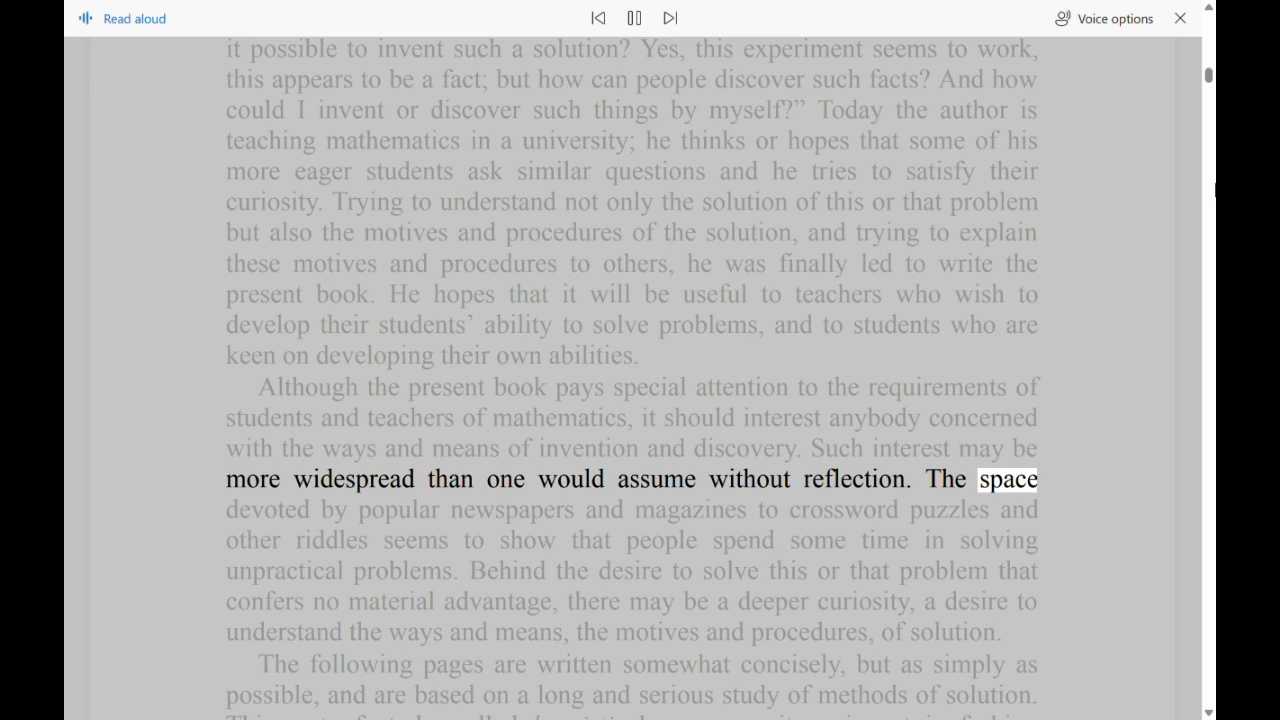 Read aloud
Voice options
it possible to invent such a solution? Yes, this experiment seems to work,
this appears to be a fact; but how can people discover such facts? And how
could I invent or discover such things by myself?” Today the author is
teaching mathematics in a university; he thinks or hopes that some of his
more eager students ask similar questions and he tries to satisfy their
curiosity. Trying to understand not only the solution of this or that problem
but also the motives and procedures of the solution, and trying to explain
these motives and procedures to others, he was finally led to write the
present book. He hopes that it will be useful to teachers who wish to
develop their students’ ability to solve problems, and to students who are
keen on developing their own abilities.
Although the present book pays special attention to the requirements of
students and teachers of mathematics, it should interest anybody concerned
with the ways and means of invention and discovery. Such interest may be
more widespread than one would assume without reflection. The space
devoted by popular newspapers and magazines to crossword puzzles and
other riddles seems to show that people spend some time in solving
unpractical problems. Behind the desire to solve this or that problem that
confers no material advantage, there may be a deeper curiosity, a desire to
understand the ways and means, the motives and procedures, of solution.
The following pages are written somewhat concisely, but as simply as
possible, and are based on a long and serious study of methods of solution.